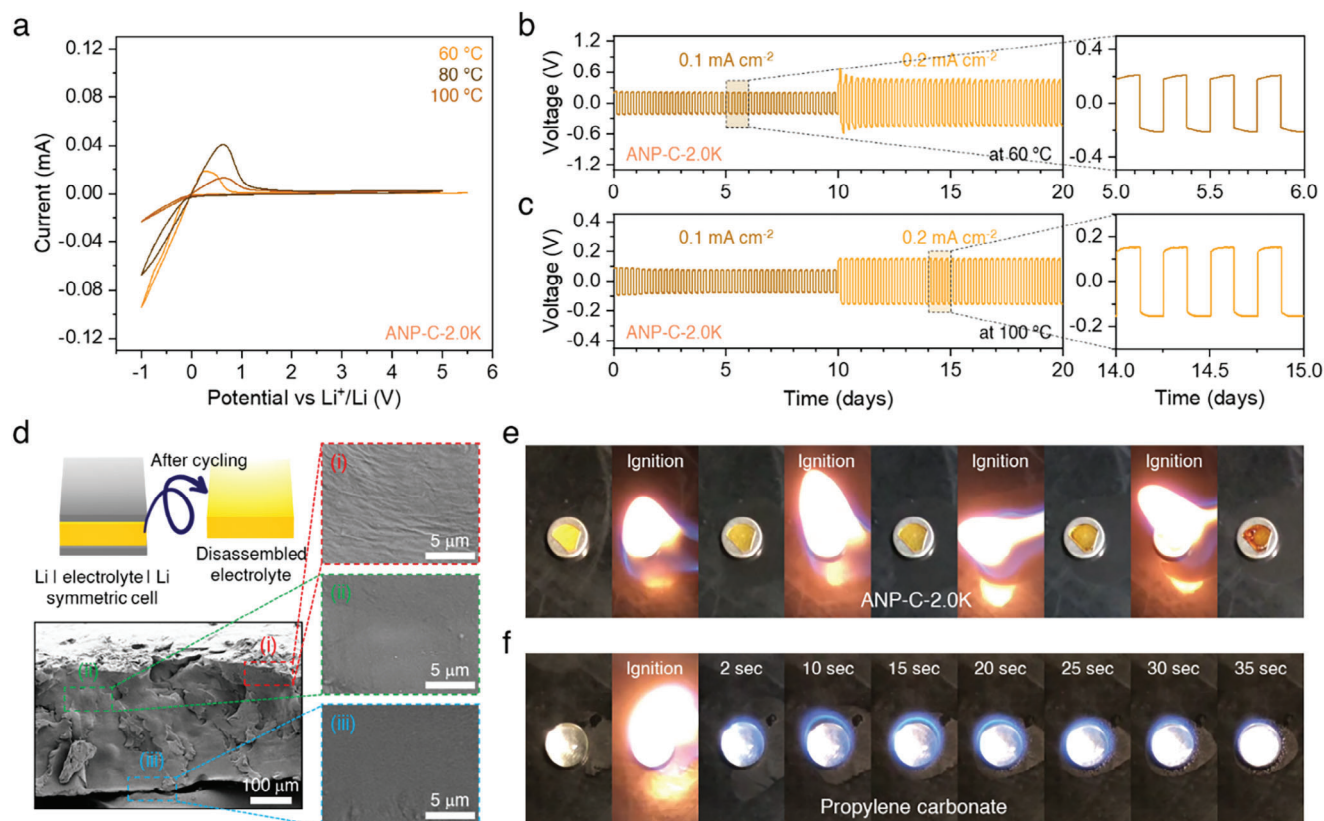 a
0.12
0.08
0.04
0.00
-0.04
-0.08
-0.12
Current (mA)
60 ºC
80 ºC
100 ºC
ANP-C-2.0K
-1 0 1 2 3 4 5 6
Potential vs Li⁺/Li (V)
b
1.2
0.6
0.0
-0.6
-1.2
Voltage (V)
0.1 mA cm⁻²
0.2 mA cm⁻²
ANP-C-2.0K
at 60 ºC
0 5 10 15 20
0.4
0.0
-0.4
5.0 5.5 6.0
c
0.4
0.2
0.0
-0.2
-0.4
Voltage (V)
0.1 mA cm⁻²
0.2 mA cm⁻²
ANP-C-2.0K
at 100 ºC
0 5 10 15 20
Time (days)
0.2
0.0
-0.2
14.0 14.5 15.0
Time (days)
d
After cycling
Li | electrolyte | Li
symmetric cell
Disassembled
electrolyte
(i)
(ii)
(iii)
100 μm
(i)
5 μm
(ii)
5 μm
(iii)
5 μm
e
Ignition Ignition Ignition Ignition
ANP-C-2.0K
f
Ignition 2 sec 10 sec 15 sec 20 sec 25 sec 30 sec 35 sec
Propylene carbonate